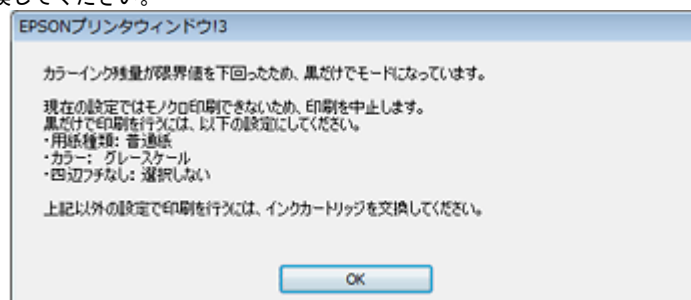 換してください。
EPSONプリンタウィンドウ!3
カラーインク残量が限界値を下回ったため、黒だけでモードになっています。
現在の設定ではモノクロ印刷できないため、印刷を中止します。
黒だけで印刷を行うには、以下の設定にしてください。
・用紙種類: 普通紙
・カラー: グレースケール
・四辺フチなし: 選択しない
上記以外の設定で印刷を行うには、インクカートリッジを交換してください。
OK